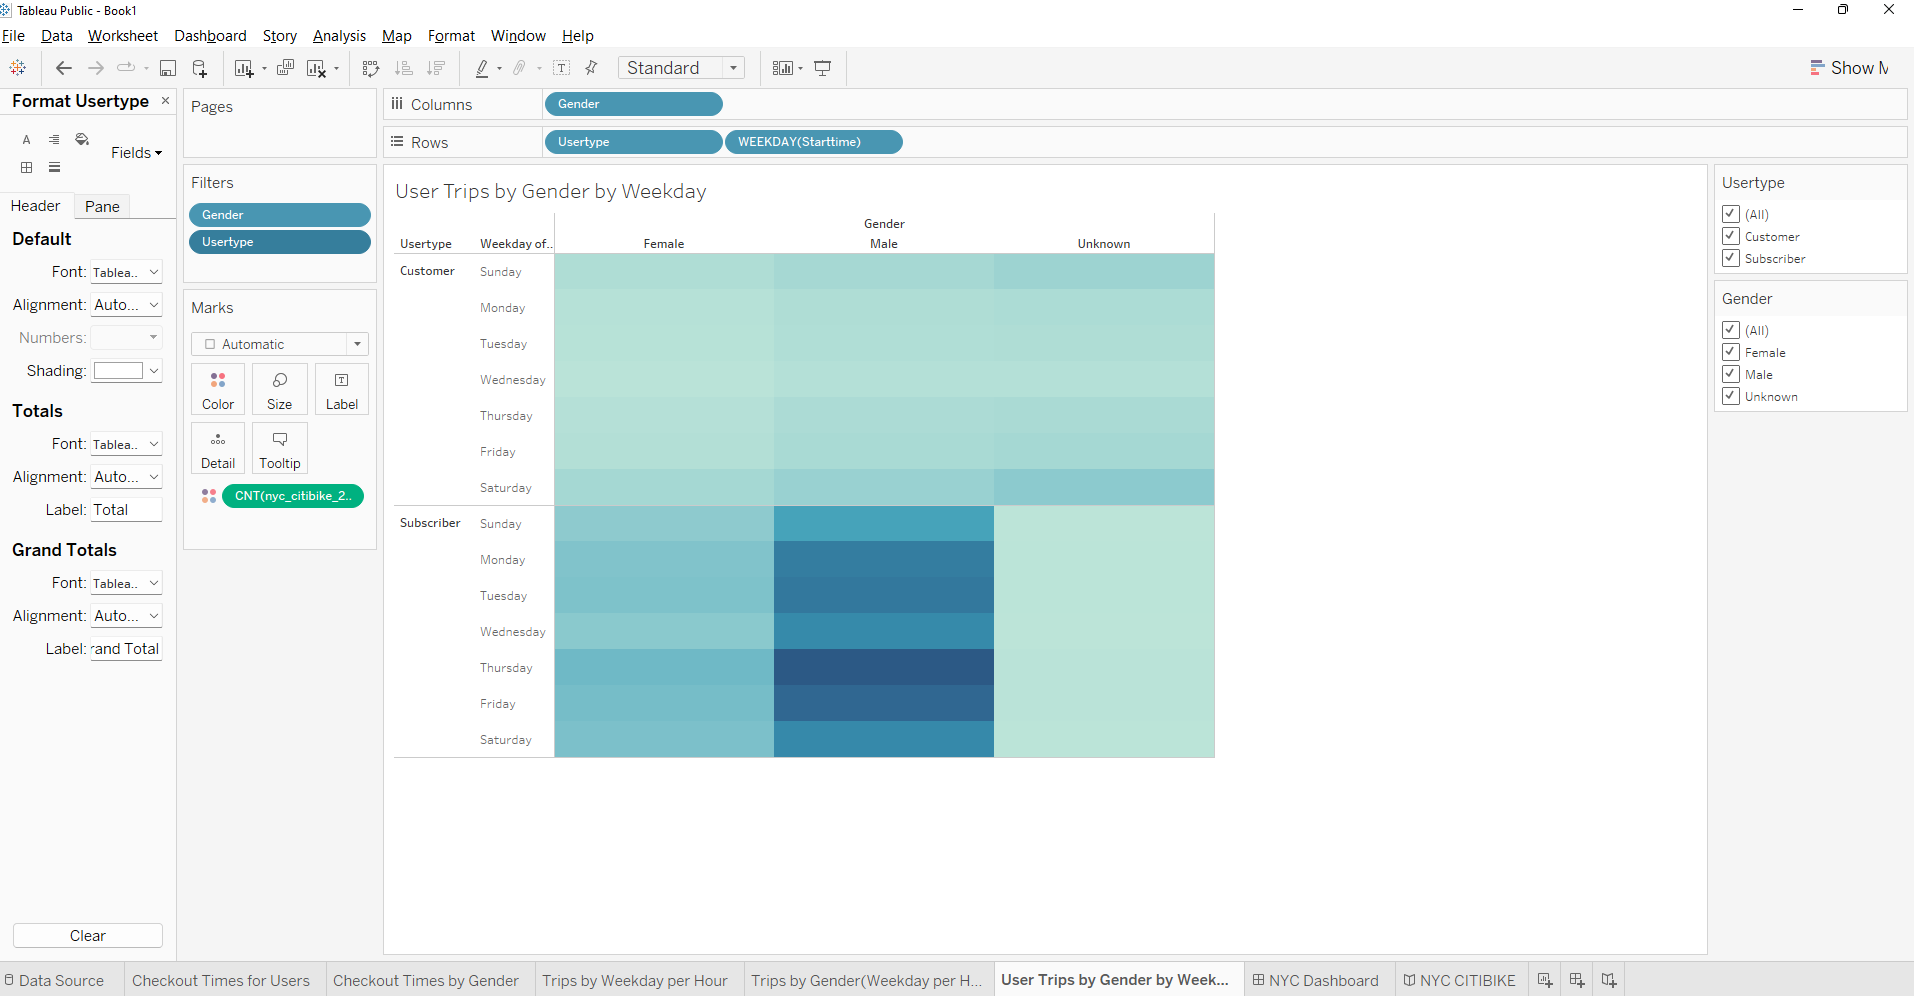 Tableau Public - Book1
File Data Worksheet Dashboard Story Analysis Map Format Window Help
Standard
Show M
Format Usertype ×
Fields
Header Pane
Default
Font: Tablea..
Alignment: Auto...
Numbers:
Shading:
Totals
Font: Tablea..
Alignment: Auto...
Label: Total
Grand Totals
Font: Tablea..
Alignment: Auto...
Label: rand Total
Clear
Pages
Filters
Gender
Usertype
Marks
Automatic
Color Size Label
Detail Tooltip
CNT(nyc_citibike_2..
Columns Gender
Rows Usertype WEEKDAY(Starttime)
User Trips by Gender by Weekday
Gender
Usertype Weekday of.. Female Male Unknown
Customer Sunday
Monday
Tuesday
Wednesday
Thursday
Friday
Saturday
Subscriber Sunday
Monday
Tuesday
Wednesday
Thursday
Friday
Saturday
Usertype
(All)
Customer
Subscriber
Gender
(All)
Female
Male
Unknown
Data Source Checkout Times for Users Checkout Times by Gender Trips by Weekday per Hour Trips by Gender(Weekday per H... User Trips by Gender by Week... NYC Dashboard NYC CITIBIKE